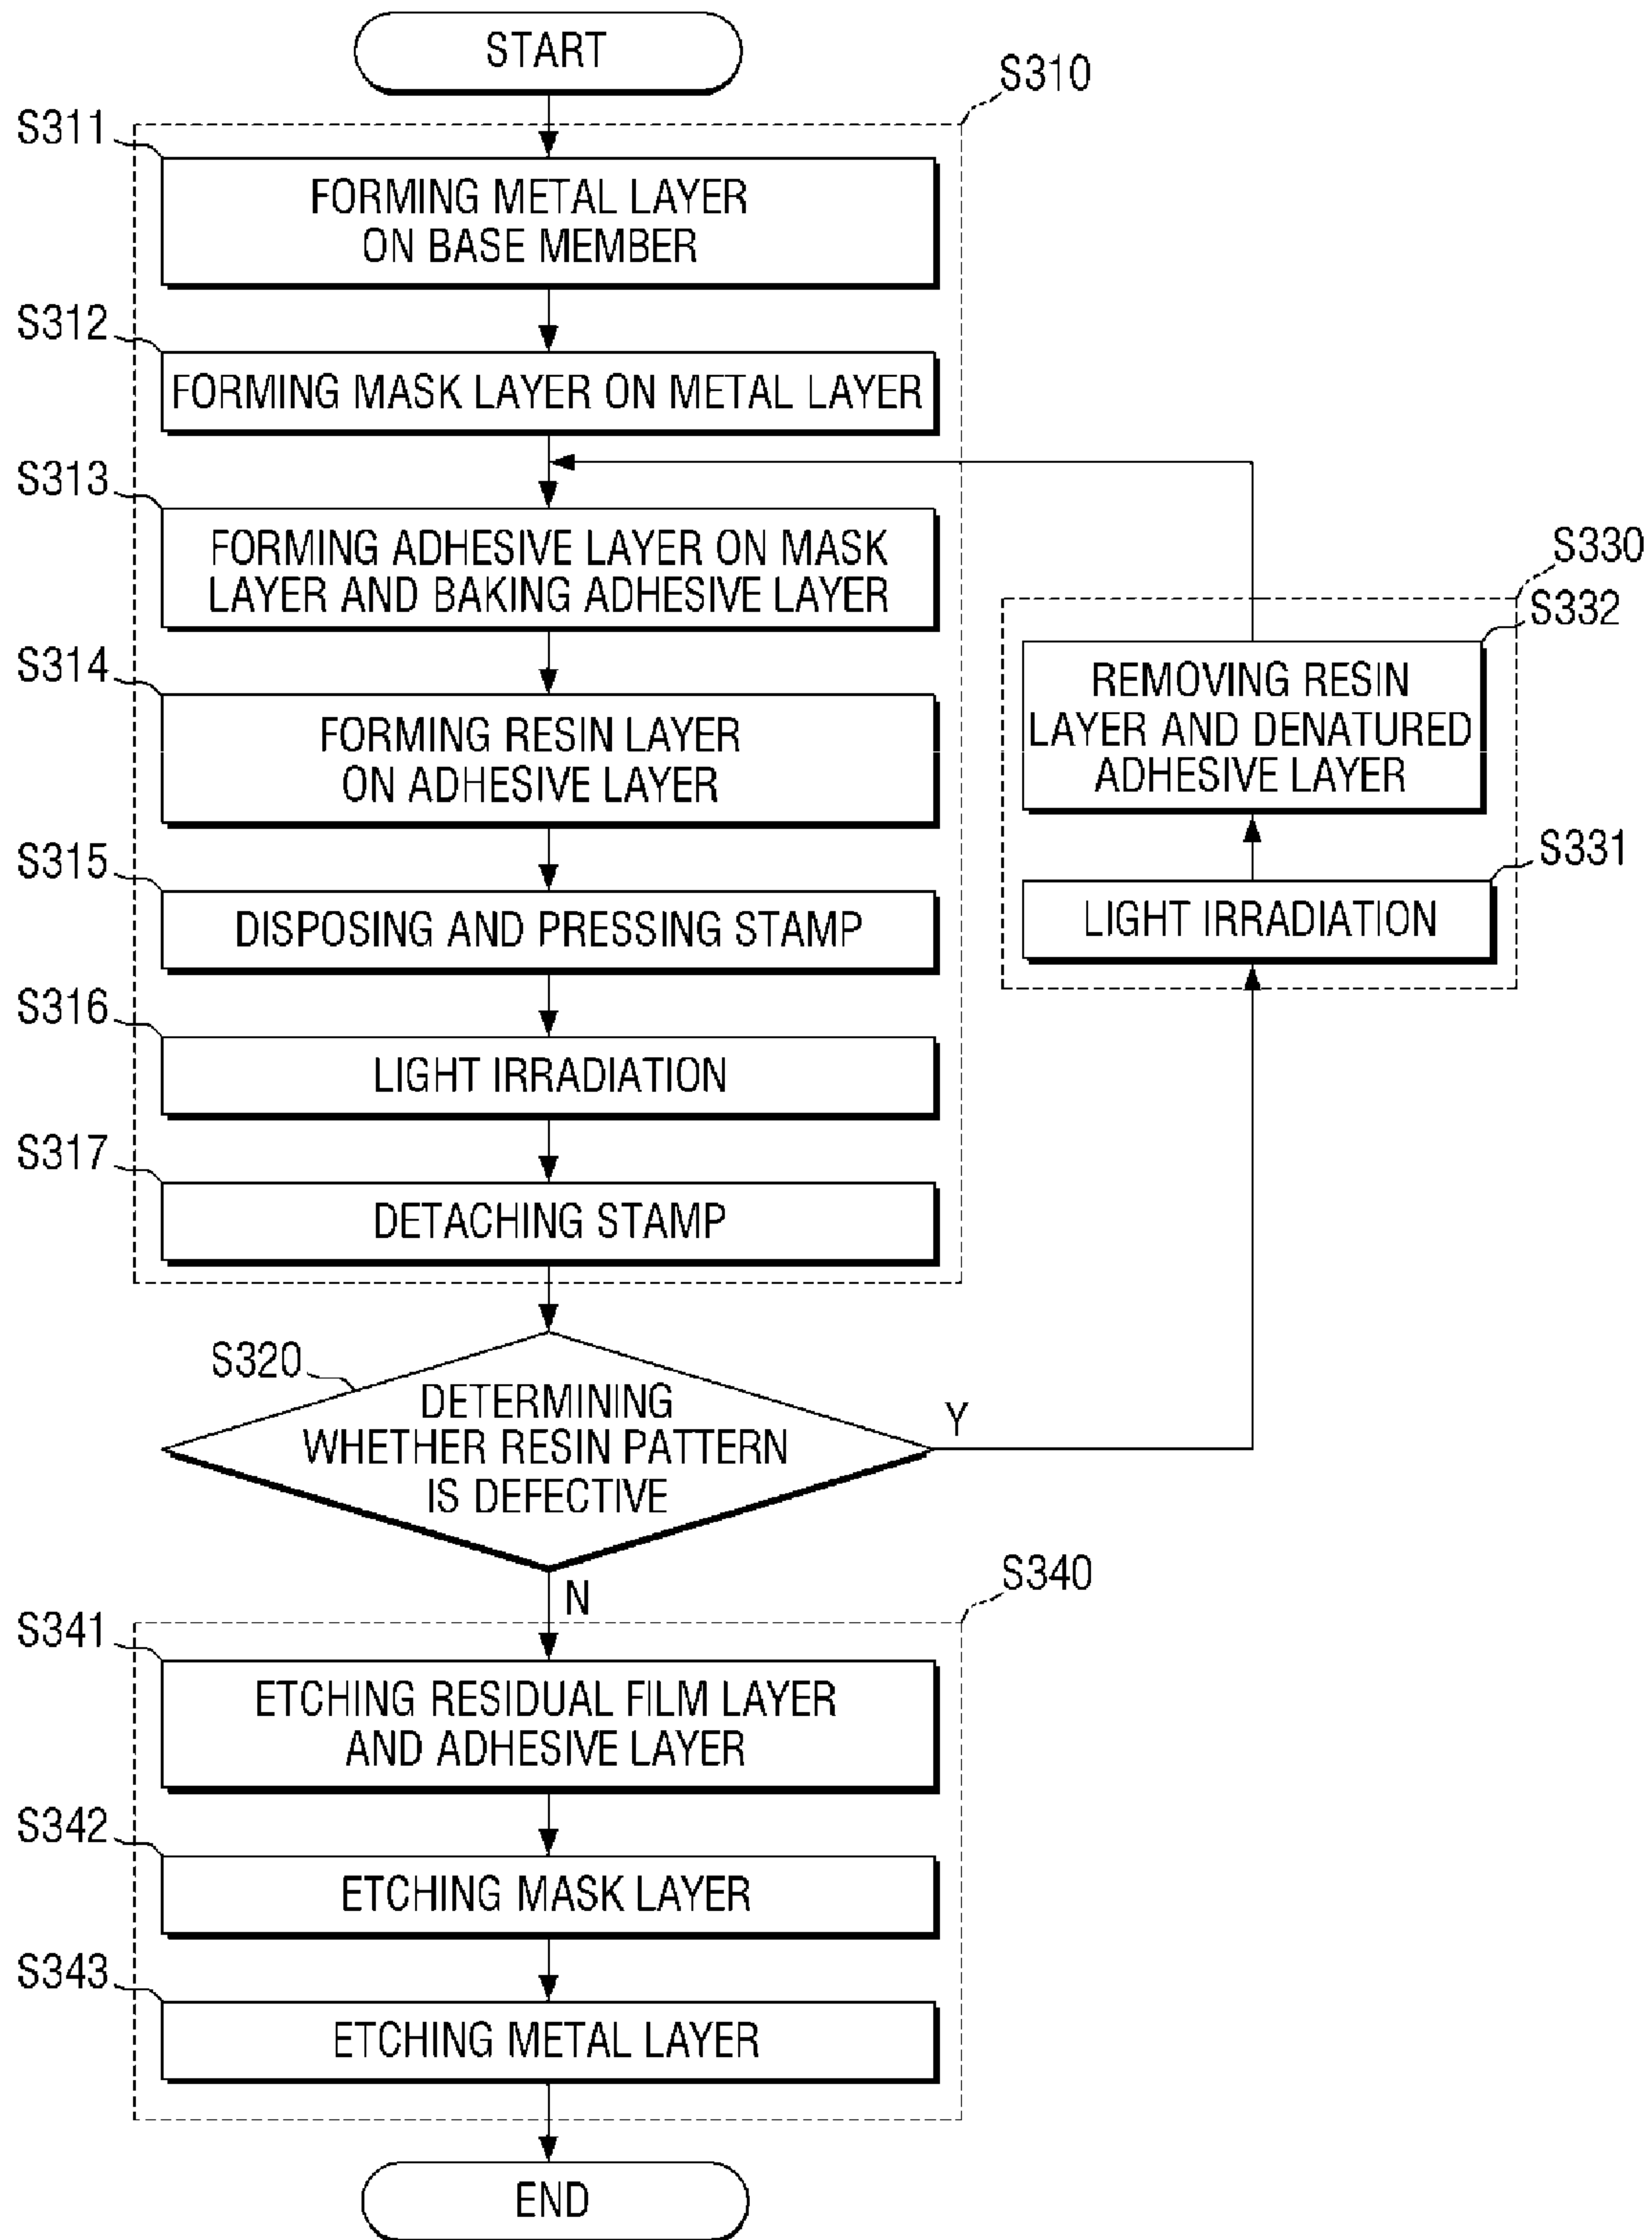 START
S310
S311
FORMING METAL LAYER
ON BASE MEMBER
S312
FORMING MASK LAYER ON METAL LAYER
S313
FORMING ADHESIVE LAYER ON MASK
LAYER AND BAKING ADHESIVE LAYER
S330
S332
REMOVING RESIN
LAYER AND DENATURED
ADHESIVE LAYER
S314
FORMING RESIN LAYER
ON ADHESIVE LAYER
S331
LIGHT IRRADIATION
S315
DISPOSING AND PRESSING STAMP
S316
LIGHT IRRADIATION
S317
DETACHING STAMP
S320
DETERMINING
WHETHER RESIN PATTERN
IS DEFECTIVE
Y
N
S340
S341
ETCHING RESIDUAL FILM LAYER
AND ADHESIVE LAYER
S342
ETCHING MASK LAYER
S343
ETCHING METAL LAYER
END